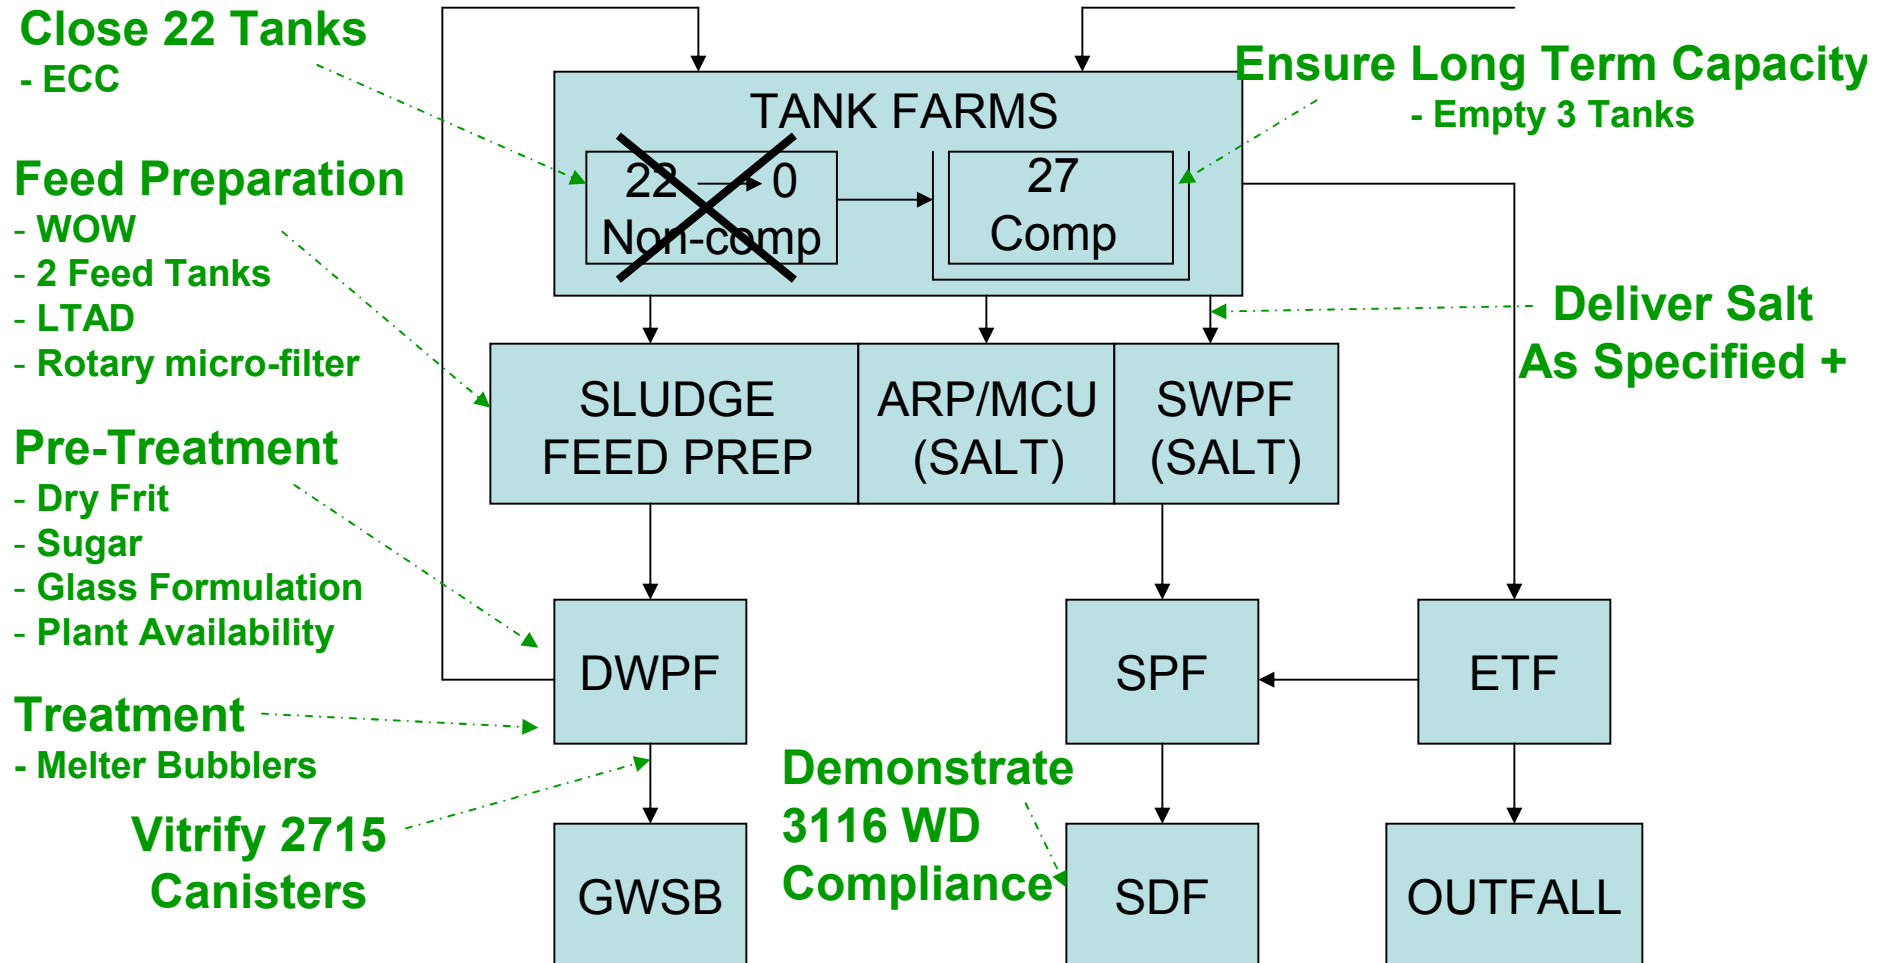 Close 22 Tanks
- ECC
Feed Preparation
- WOW
- 2 Feed Tanks
- LTAD
- Rotary micro-filter
Pre-Treatment
- Dry Frit
- Sugar
- Glass Formulation
- Plant Availability
Treatment
- Melter Bubblers
Vitrify 2715
Canisters
TANK FARMS
22 → 0
Non-comp
27
Comp
Ensure Long Term Capacity
- Empty 3 Tanks
Deliver Salt
As Specified +
SLUDGE
FEED PREP
ARP/MCU
(SALT)
SWPF
(SALT)
DWPF
SPF
ETF
Demonstrate
3116 WD
Compliance
GWSB
SDF
OUTFALL